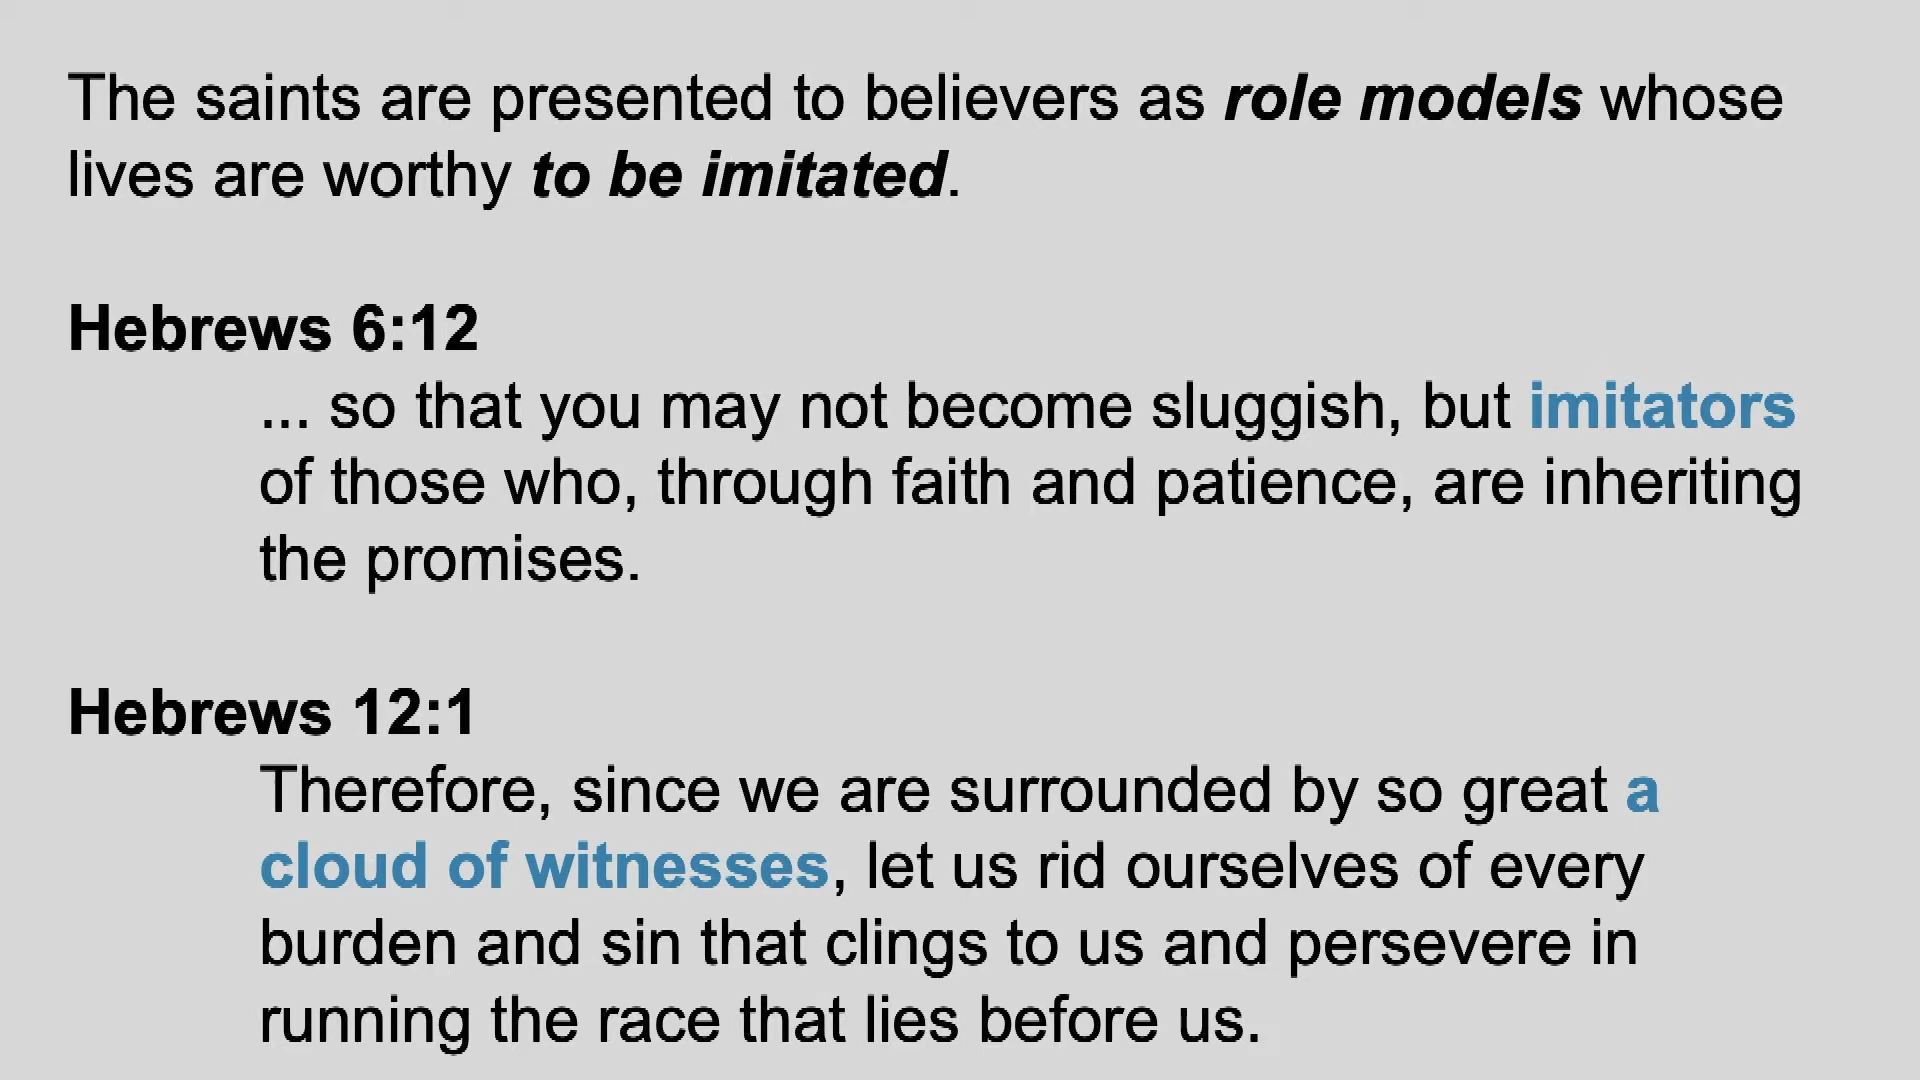 The saints are presented to believers as role models whose
lives are worthy to be imitated.
Hebrews 6:12
... so that you may not become sluggish, but imitators
of those who, through faith and patience, are inheriting
the promises.
Hebrews 12:1
Therefore, since we are surrounded by so great a
cloud of witnesses, let us rid ourselves of every
burden and sin that clings to us and persevere in
running the race that lies before us.